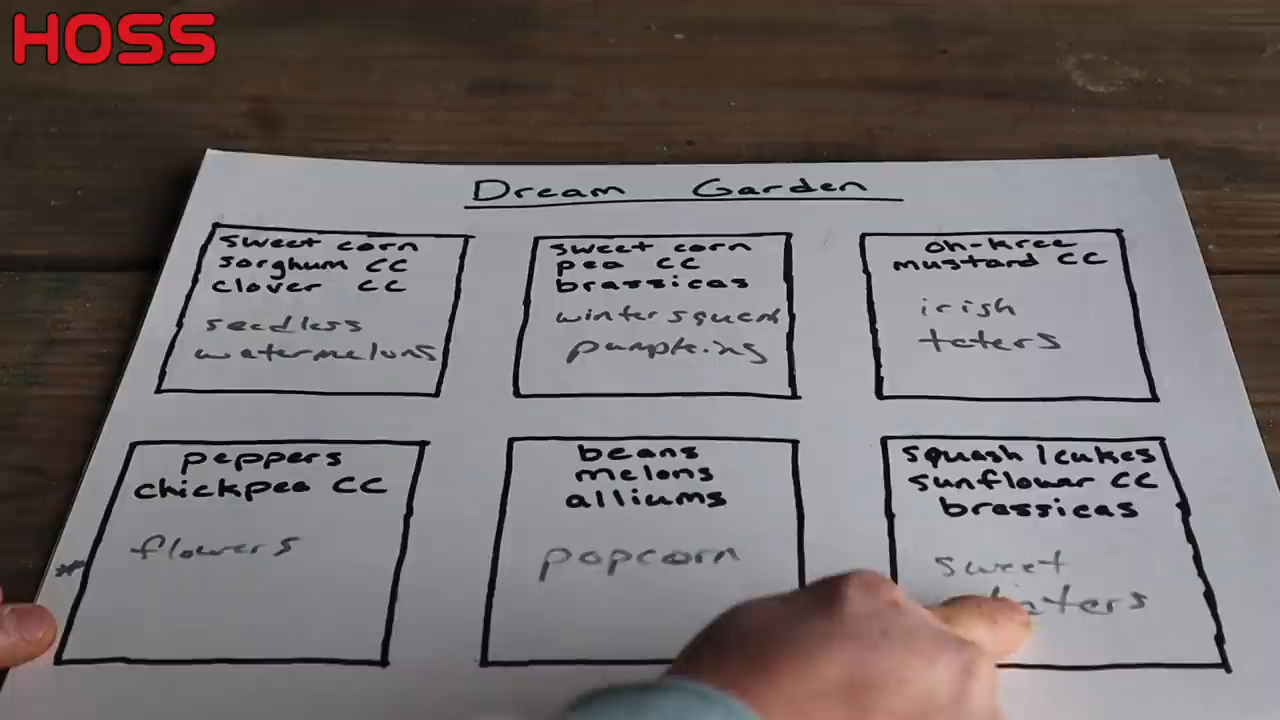 HOSS
Dream Garden
sweet corn
sorghum CC
clover CC
seedless
watermelons
sweet corn
pea CC
brassicas
winter squash
pumpkins
oh-kree
mustard CC
irish
taters
peppers
chickpea CC
flowers
beans
melons
alliums
popcorn
squash/cukes
sunflower CC
brassicas
sweet
taters